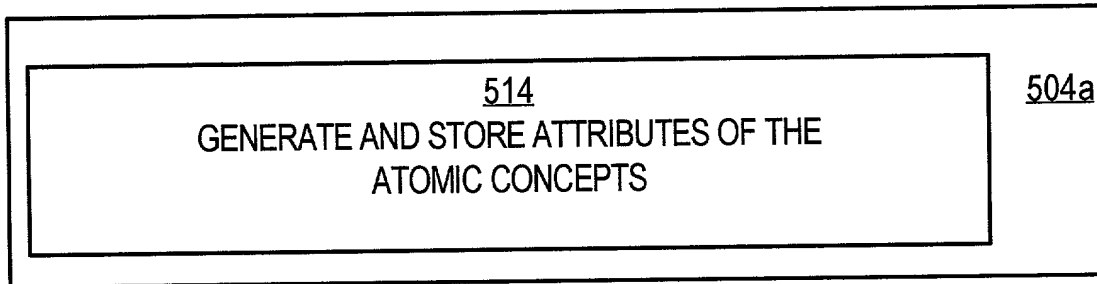 514
504a
GENERATE AND STORE ATTRIBUTES OF THE
ATOMIC CONCEPTS